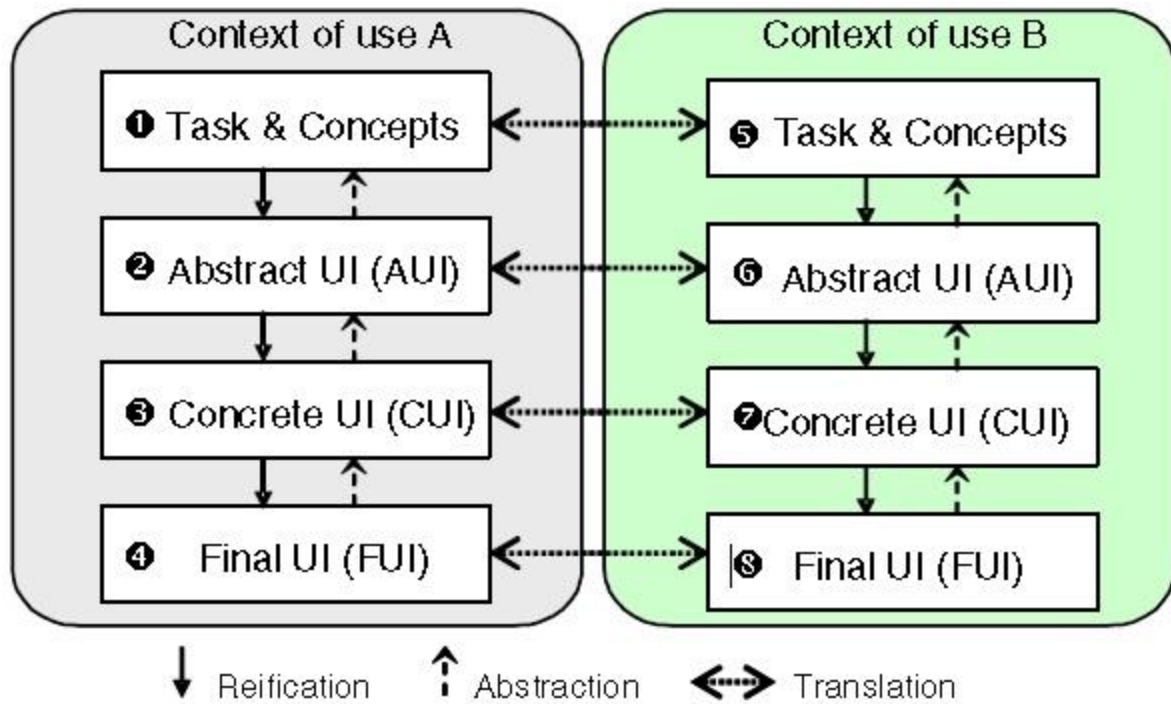 Context of use A
❶ Task & Concepts
❷ Abstract UI (AUI)
❸ Concrete UI (CUI)
❹ Final UI (FUI)
Context of use B
❺ Task & Concepts
❻ Abstract UI (AUI)
❼Concrete UI (CUI)
❽ Final UI (FUI)
Reification
Abstraction
Translation